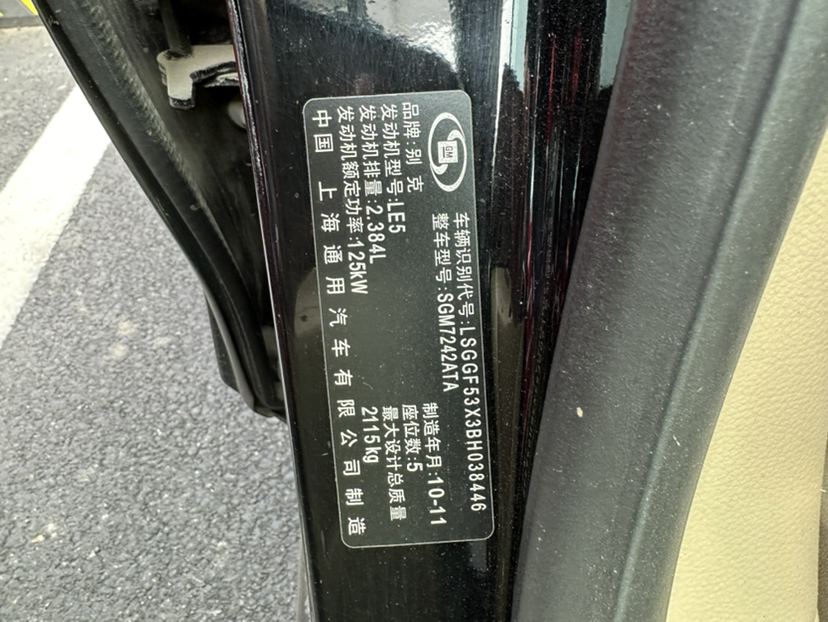 GM
车辆识别代号:LSGGF53X3BH038446
整车型号:SGM7242ATA
品牌:别克
制造年月:10-11
发动机型号:LE5
座位数:5
发动机排量:2.384L
最大设计总质量
发动机额定功率:125kW
2115kg
中国 上海通用汽车有限公司制造